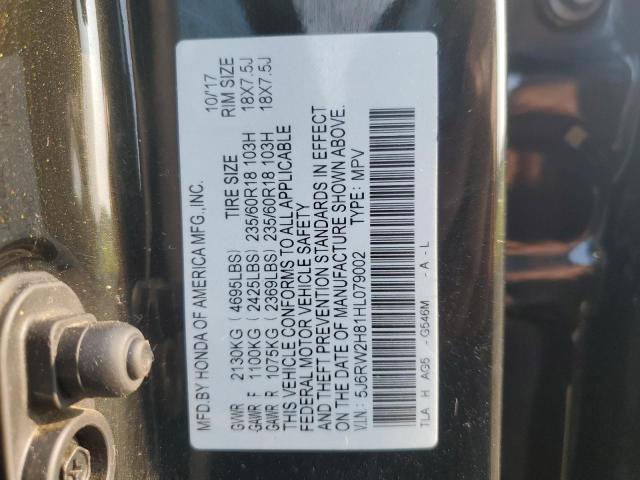 MFD.BY HONDA OF AMERICA MFG.,INC. 10/17
TIRE SIZE RIM SIZE
GVWR 2130KG (4695LBS)
GAWR F 1100KG (2425LBS) 235/60R18 103H 18X7.5J
GAWR R 1075KG (2369LBS) 235/60R18 103H 18X7.5J
THIS VEHICLE CONFORMS TO ALL APPLICABLE
FEDERAL MOTOR VEHICLE SAFETY
AND THEFT PREVENTION STANDARDS IN EFFECT
ON THE DATE OF MANUFACTURE SHOWN ABOVE.
V.I.N: 5J6RW2H81HL079002 TYPE: MPV
TLA H AG5 - G546M - A - L